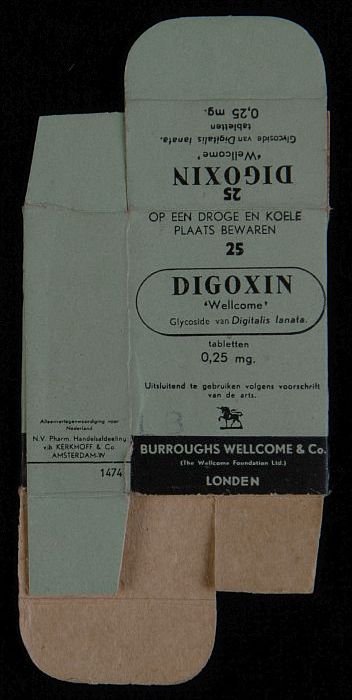 0,25 mg.
tabletten
Glycoside van Digitalis lanata.
‘Wellcome’
DIGOXIN
25
OP EEN DROGE EN KOELE
PLAATS BEWAREN
25
DIGOXIN
‘Wellcome’
Glycoside van Digitalis lanata.
tabletten
0,25 mg.
Uitsluitend te gebruiken volgens voorschrift
van de arts.
BURROUGHS WELLCOME & Co.
(The Wellcome Foundation Ltd.)
LONDEN
Alleenvertegenwoordiging voor
Nederland
N.V. Pharm. Handelsafdeeling
v/h KERKHOFF & Co
AMSTERDAM-W
1474